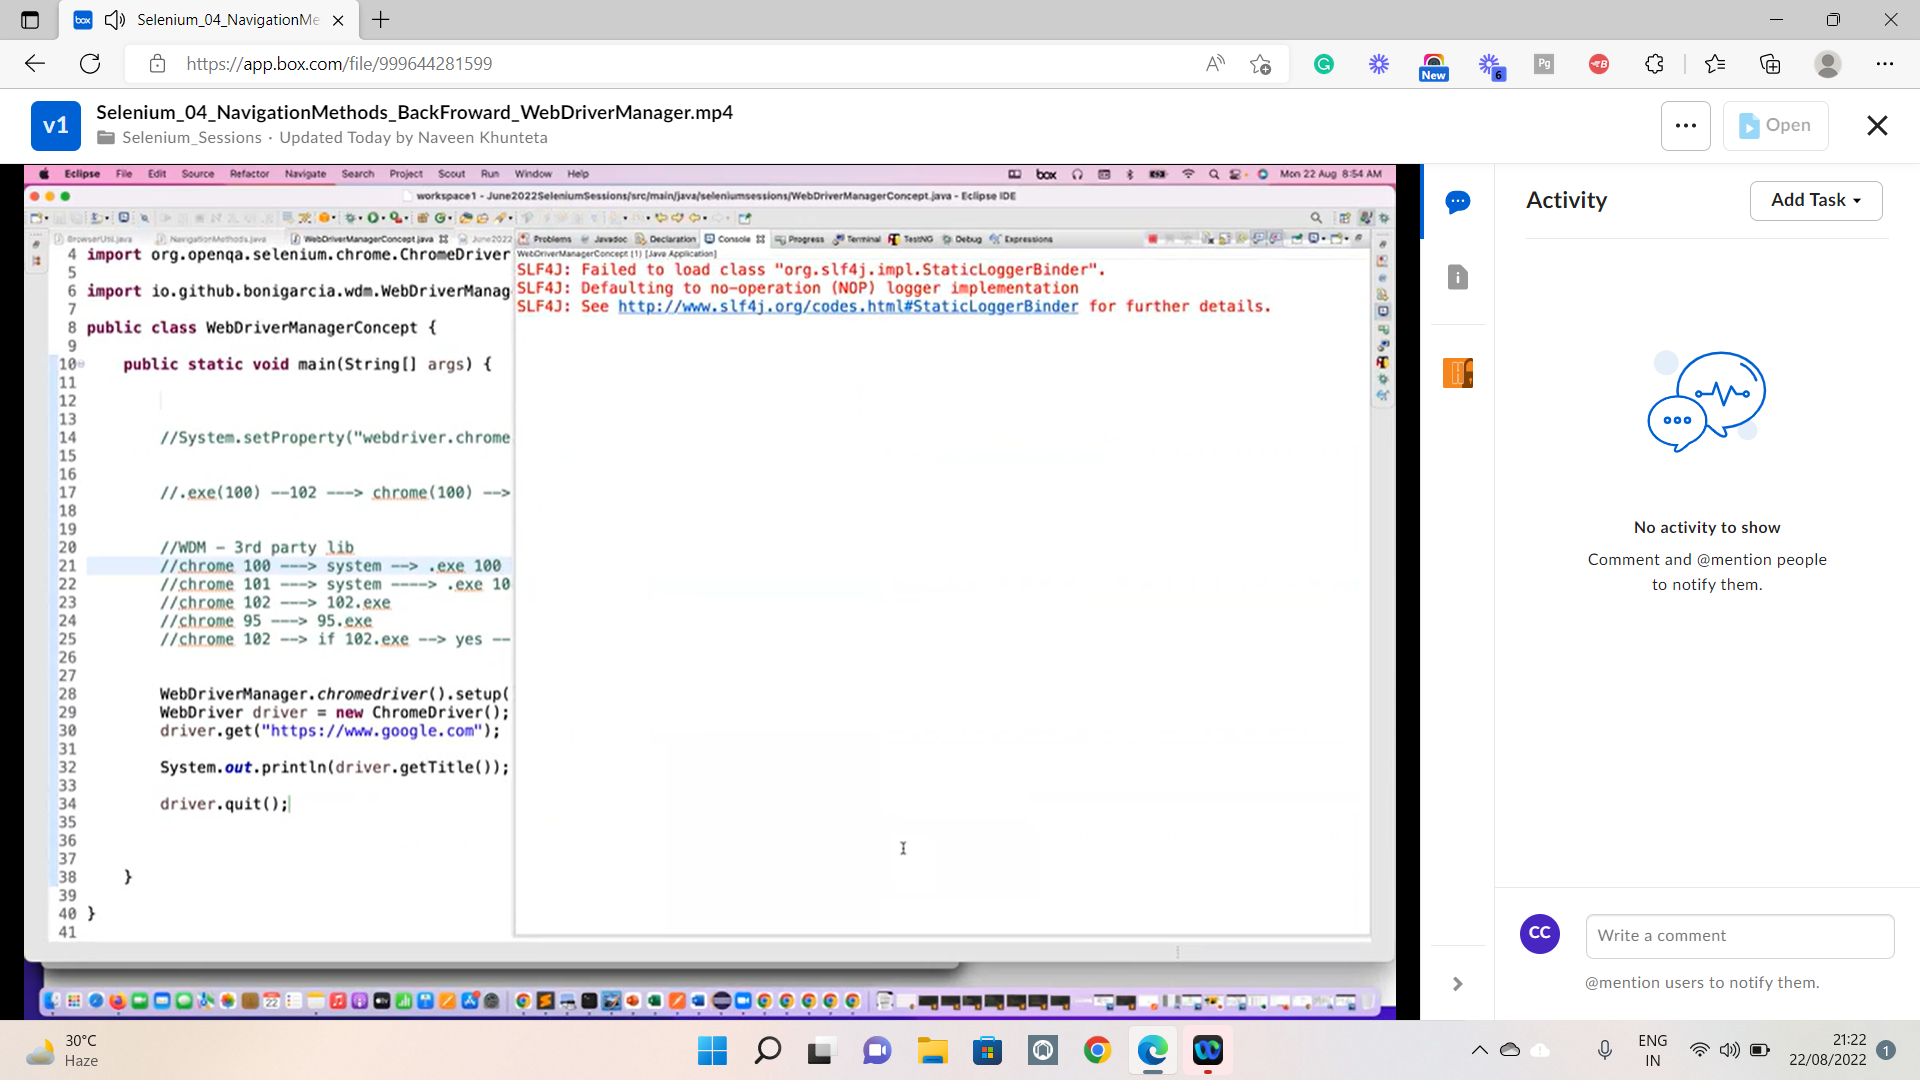 Selenium_04_NavigationMe
https://app.box.com/file/999644281599
New
6
Pg
v1
Selenium_04_NavigationMethods_BackFroward_WebDriverManager.mp4
Selenium_Sessions · Updated Today by Naveen Khunteta
Open
Eclipse File Edit Source Refactor Navigate Search Project Scout Run Window Help
box
Mon 22 Aug 8:54 AM
workspace1 - June2022SeleniumSessions/src/main/java/seleniumsessions/WebDriverManagerConcept.java - Eclipse IDE
BrowserUtil.java NavigationMethods.java WebDriverManagerConcept.java June2022
Problems Javadoc Declaration Console Progress Terminal TestNG Debug Expressions
WebDriverManagerConcept (1) [Java Application]
SLF4J: Failed to load class "org.slf4j.impl.StaticLoggerBinder".
SLF4J: Defaulting to no-operation (NOP) logger implementation
SLF4J: See http://www.slf4j.org/codes.html#StaticLoggerBinder for further details.
4 import org.openqa.selenium.chrome.ChromeDriver
5
6 import io.github.bonigarcia.wdm.WebDriverManag
7
8 public class WebDriverManagerConcept {
9
10 public static void main(String[] args) {
11
12
13
14 //System.setProperty("webdriver.chrome
15
16
17 //.exe(100) --102 ---> chrome(100) -->
18
19
20 //WDM - 3rd party lib
21 //chrome 100 ---> system --> .exe 100
22 //chrome 101 ---> system ----> .exe 10
23 //chrome 102 ---> 102.exe
24 //chrome 95 ---> 95.exe
25 //chrome 102 --> if 102.exe --> yes --
26
27
28 WebDriverManager.chromedriver().setup(
29 WebDriver driver = new ChromeDriver();
30 driver.get("https://www.google.com");
31
32 System.out.println(driver.getTitle());
33
34 driver.quit();
35
36
37
38 }
39
40 }
41
Activity
Add Task
No activity to show
Comment and @mention people
to notify them.
CC
Write a comment
@mention users to notify them.
30°C
Haze
ENG
IN
21:22
22/08/2022
1